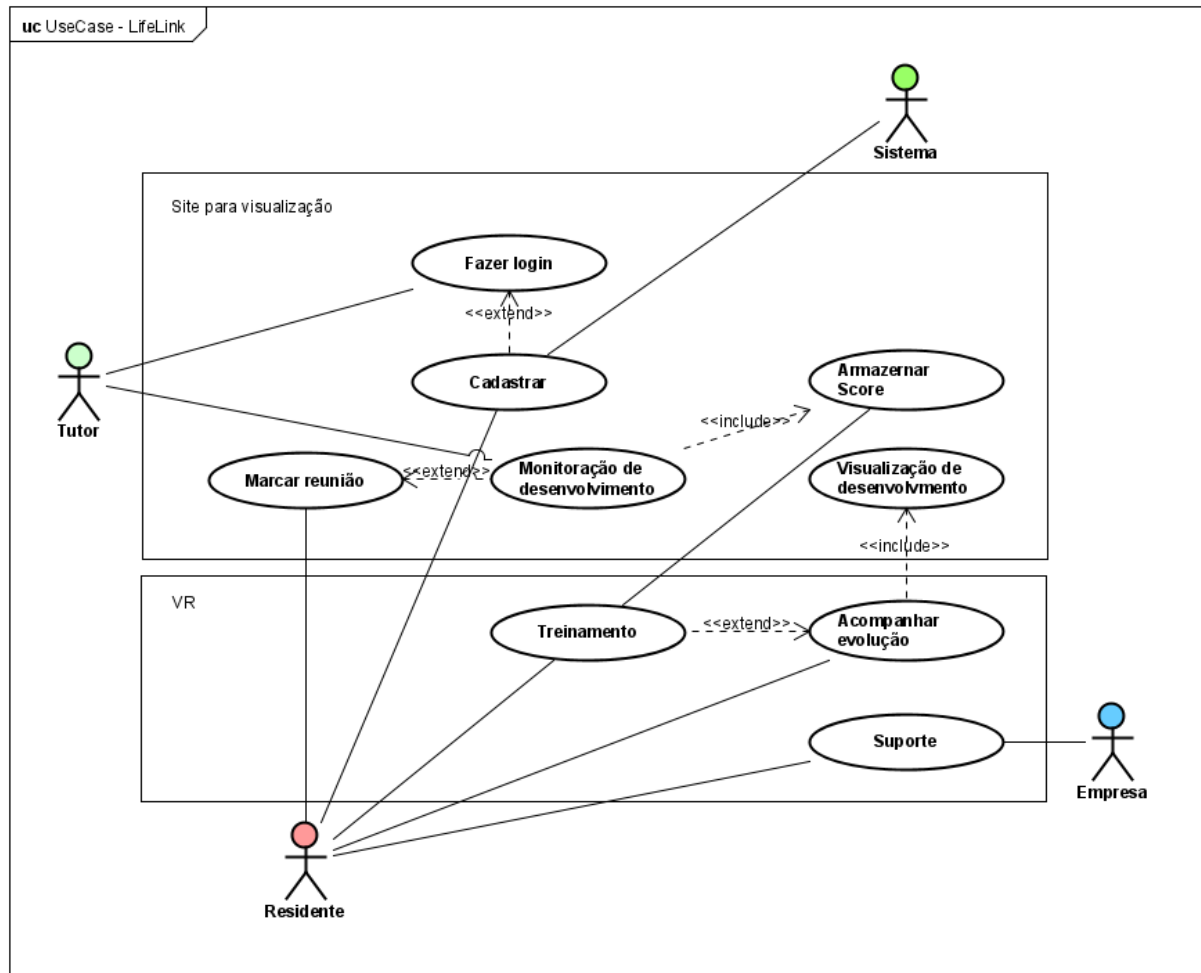 uc UseCase - LifeLink
Sistema
Site para visualização
Fazer login
<<extend>>
Cadastrar
Armazernar
Score
Tutor
<<include>>
Marcar reunião
<<extend>>
Monitoração de
desenvolvimento
Visualização de
desenvolvmento
<<include>>
VR
Treinamento
<<extend>>
Acompanhar
evolução
Suporte
Empresa
Residente